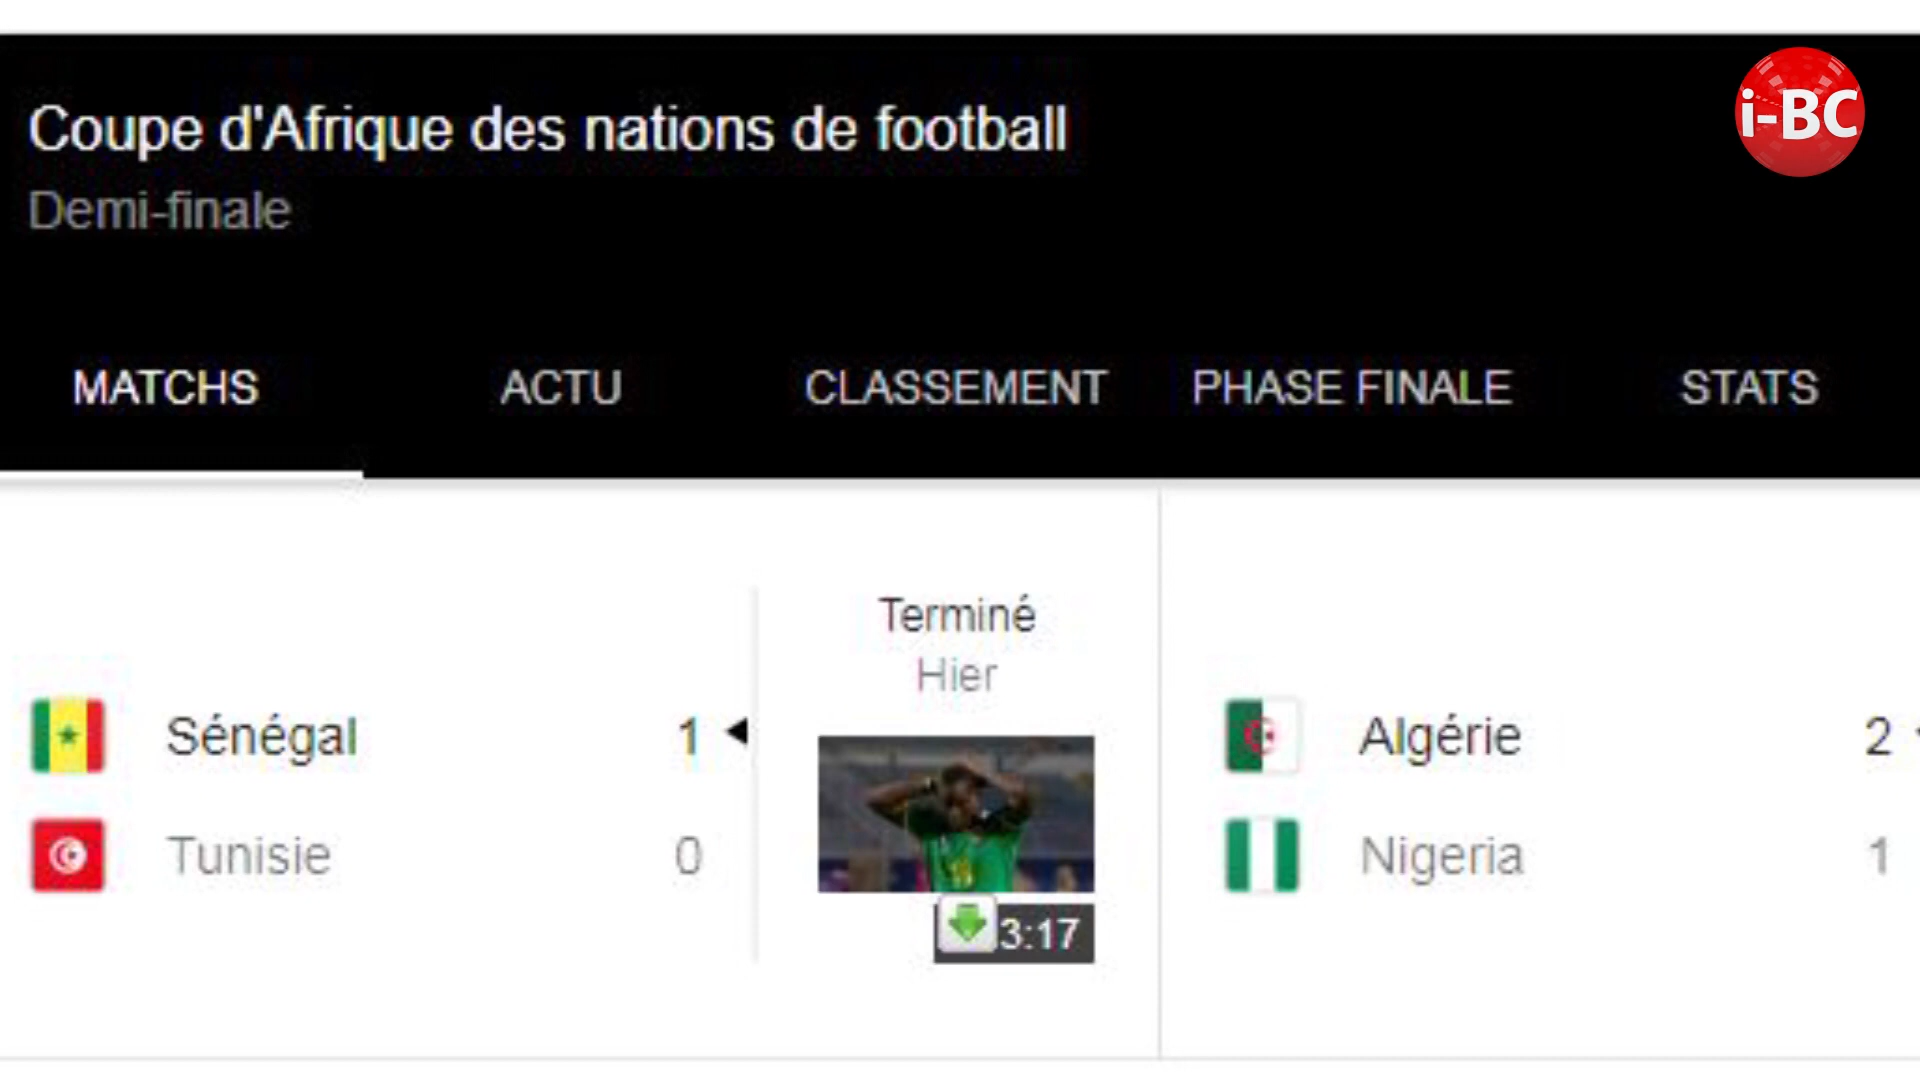 i-BC
Coupe d'Afrique des nations de football
Demi-finale
MATCHS ACTU CLASSEMENT PHASE FINALE STATS
Terminé
Hier
Sénégal 1
Tunisie 0
3:17
Algérie 2
Nigeria 1